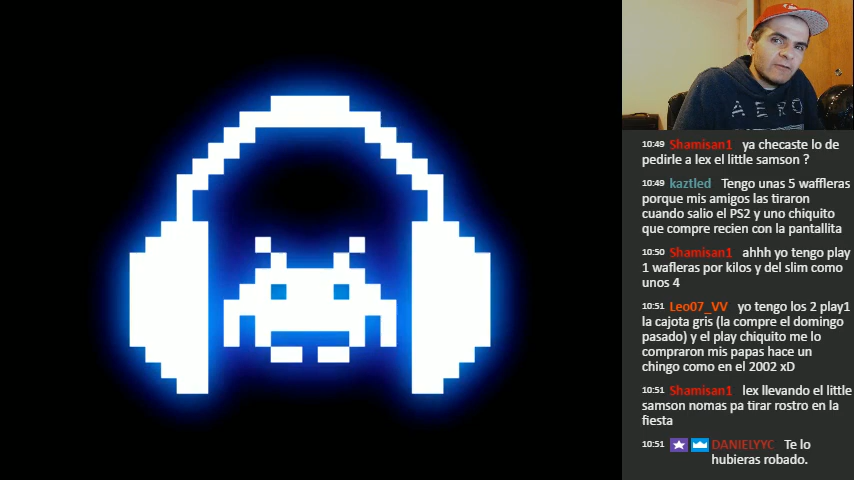 AERO
10:49 Shamisan1 ya checaste lo de
pedirle a lex el little samson ?
10:49 kaztled Tengo unas 5 waffleras
porque mis amigos las tiraron
cuando salio el PS2 y uno chiquito
que compre recien con la pantallita
10:50 Shamisan1 ahhh yo tengo play
1 wafleras por kilos y del slim como
unos 4
10:51 Leo07_VV yo tengo los 2 play1
la cajota gris (la compre el domingo
pasado) y el play chiquito me lo
compraron mis papas hace un
chingo como en el 2002 xD
10:51 Shamisan1 lex llevando el little
samson nomas pa tirar rostro en la
fiesta
10:51 DANIELYYC Te lo
hubieras robado.